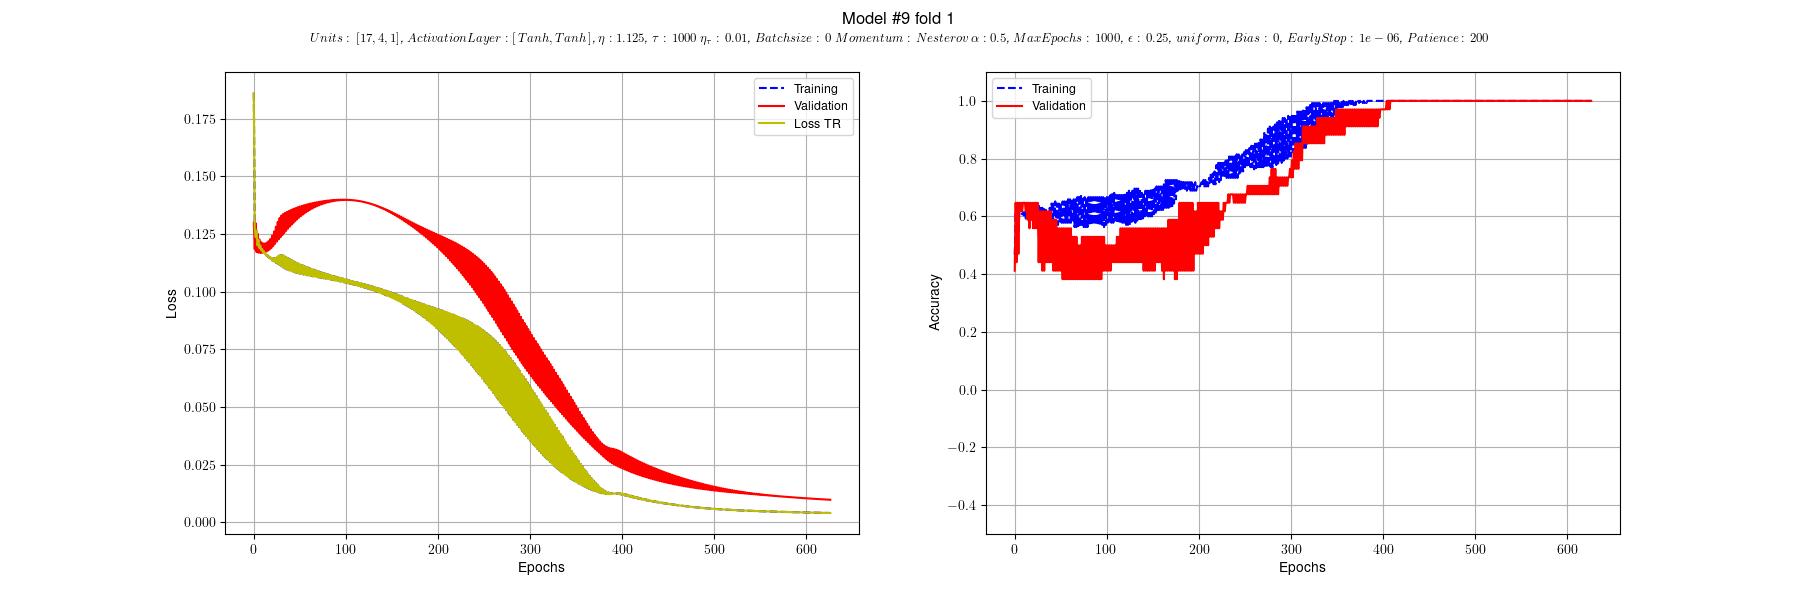 Model #9 fold 1
Units : [17, 4, 1], ActivationLayer : [Tanh, Tanh], η : 1.125, τ : 1000 η_τ : 0.01, Batchsize : 0 Momentum : Nesterov α : 0.5, MaxEpochs : 1000, ϵ : 0.25, uniform, Bias : 0, EarlyStop : 1e − 06, Patience : 200
Training
Validation
Loss TR
0.175
0.150
0.125
0.100
0.075
0.050
0.025
0.000
Loss
0 100 200 300 400 500 600
Epochs
Training
Validation
1.0
0.8
0.6
0.4
0.2
0.0
−0.2
−0.4
Accuracy
0 100 200 300 400 500 600
Epochs